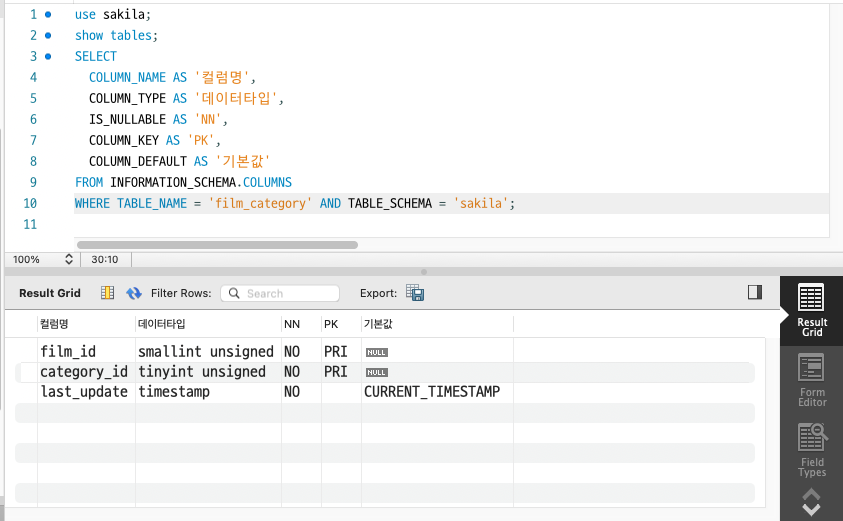 1 use sakila;
2 show tables;
3 SELECT
4 COLUMN_NAME AS '컬럼명',
5 COLUMN_TYPE AS '데이터타입',
6 IS_NULLABLE AS 'NN',
7 COLUMN_KEY AS 'PK',
8 COLUMN_DEFAULT AS '기본값'
9 FROM INFORMATION_SCHEMA.COLUMNS
10 WHERE TABLE_NAME = 'film_category' AND TABLE_SCHEMA = 'sakila';
11
100% 30:10
Result Grid Filter Rows: Search Export:
컬럼명 데이터타입 NN PK 기본값
film_id smallint unsigned NO PRI NULL
category_id tinyint unsigned NO PRI NULL
last_update timestamp NO CURRENT_TIMESTAMP
Result
Grid
Form
Editor
Field
Types